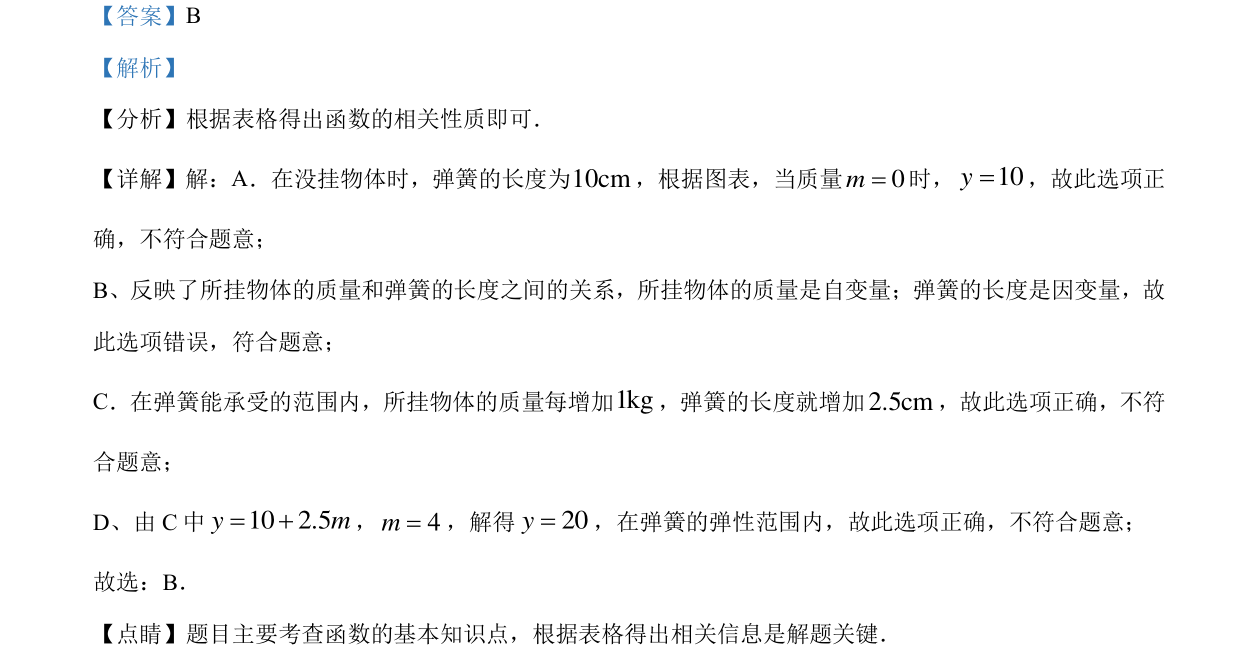 【答案】B
【解析】
【分析】根据表格得出函数的相关性质即可.
【详解】解：A．在没挂物体时，弹簧的长度为10cm，根据图表，当质量m=0时， y=10，故此选项正
确，不符合题意；
B、反映了所挂物体的质量和弹簧的长度之间的关系，所挂物体的质量是自变量；弹簧的长度是因变量，故
此选项错误，符合题意；
C．在弹簧能承受的范围内，所挂物体的质量每增加1kg，弹簧的长度就增加2.5cm，故此选项正确，不符
合题意；
D、由 C 中 y=10+2.5m，m=4，解得 y=20，在弹簧的弹性范围内，故此选项正确，不符合题意；
故选：B．
【点睛】题目主要考查函数的基本知识点，根据表格得出相关信息是解题关键．